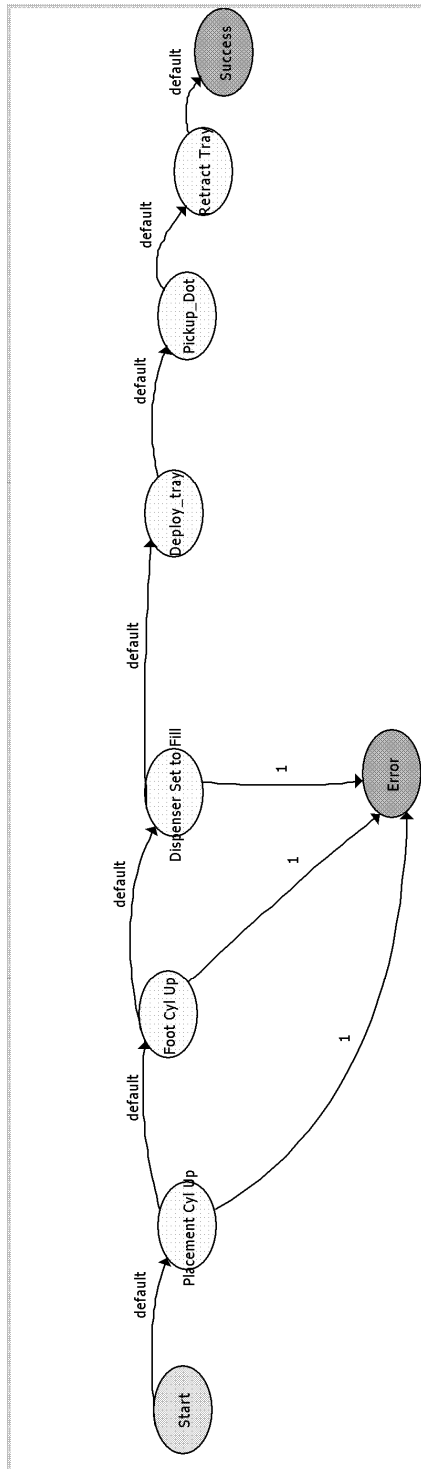 Start
default
Placement Cyl Up
default
1
Foot Cyl Up
default
1
Dispenser Set to Fill
default
1
Error
Deploy_tray
default
Pickup_Dot
default
Retract Tray
default
Success